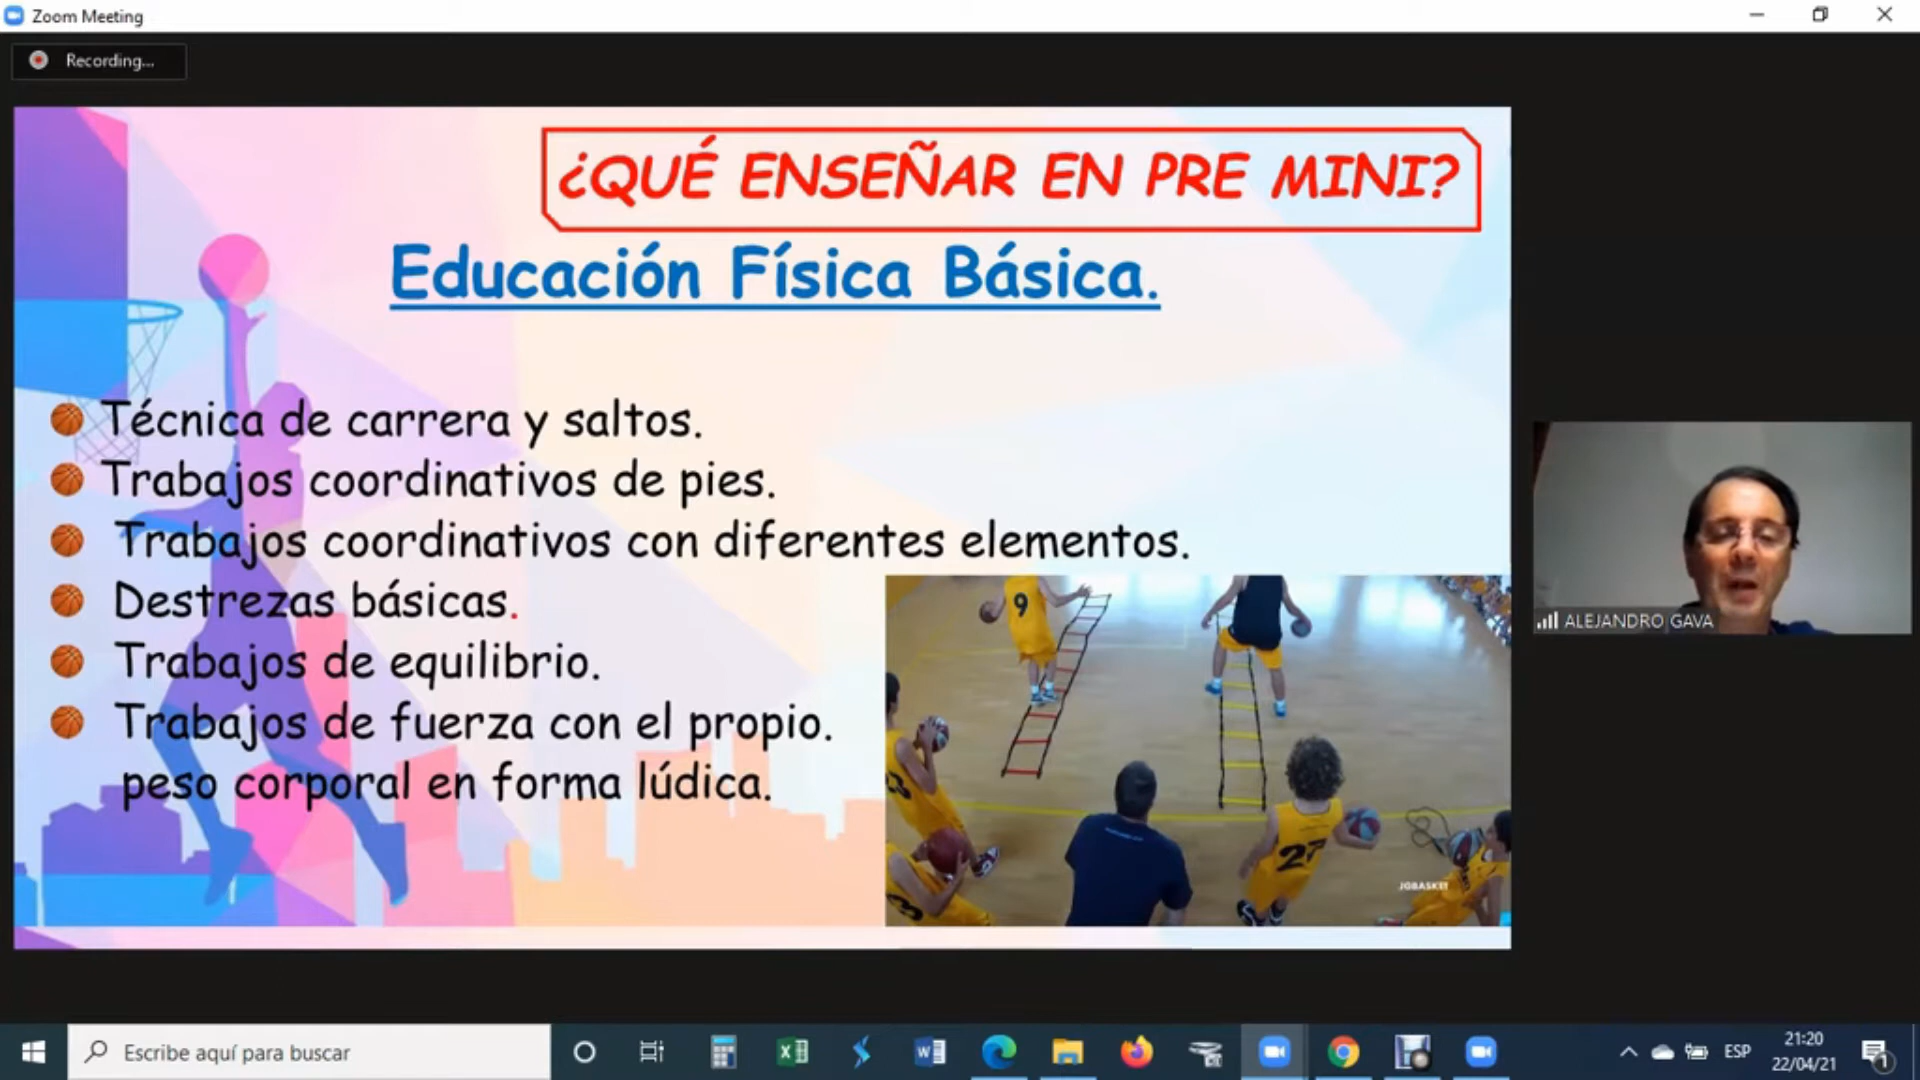 Zoom Meeting
Recording...
¿QUÉ ENSEÑAR EN PRE MINI?
Educación Física Básica.
Técnica de carrera y saltos.
Trabajos coordinativos de pies.
Trabajos coordinativos con diferentes elementos.
Destrezas básicas.
Trabajos de equilibrio.
Trabajos de fuerza con el propio.
peso corporal en forma lúdica.
9
27
JGBASKET
ALEJANDRO GAVA
Escribe aquí para buscar
ESP
21:20
22/04/21
1